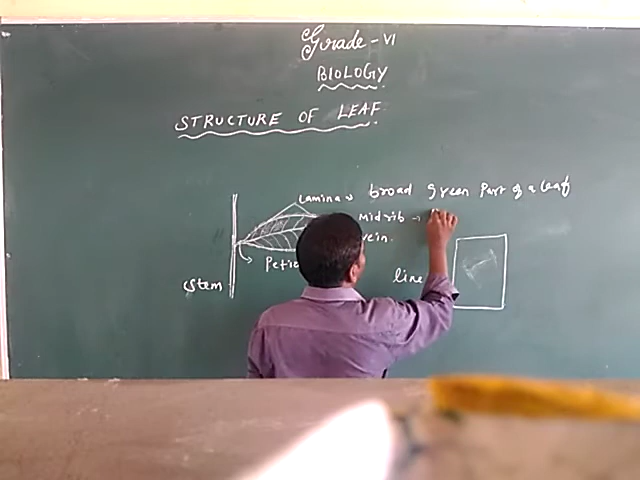 Grade - VI
BIOLOGY
STRUCTURE OF LEAF
Lamina → broad green part of a leaf
midrib →
vein.
Stem
line